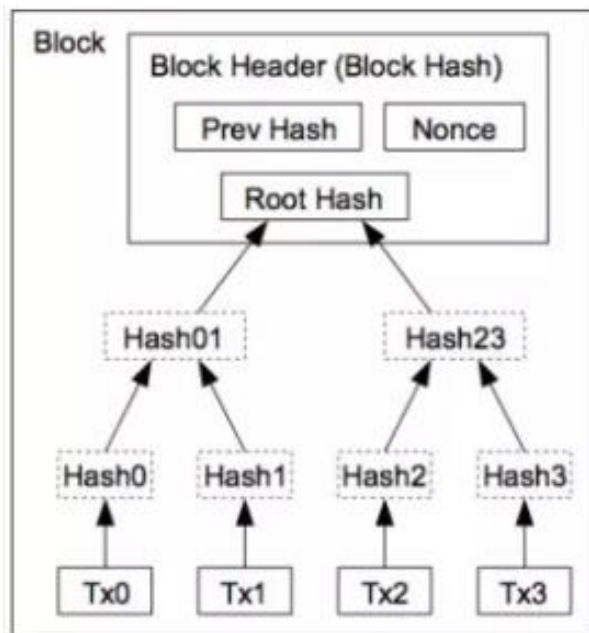 Block
Block Header (Block Hash)
Prev Hash Nonce
Root Hash
Hash01 Hash23
Hash0 Hash1 Hash2 Hash3
Tx0 Tx1 Tx2 Tx3